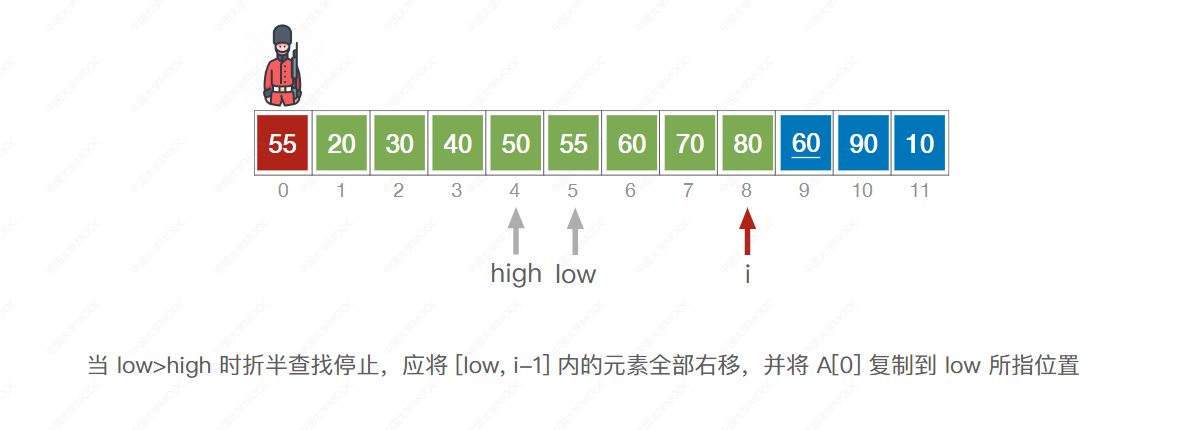 55 20 30 40 50 55 60 70 80 60 90 10
0 1 2 3 4 5 6 7 8 9 10 11
high low i
当 low>high 时折半查找停止，应将 [low, i-1] 内的元素全部右移，并将 A[0] 复制到 low 所指位置